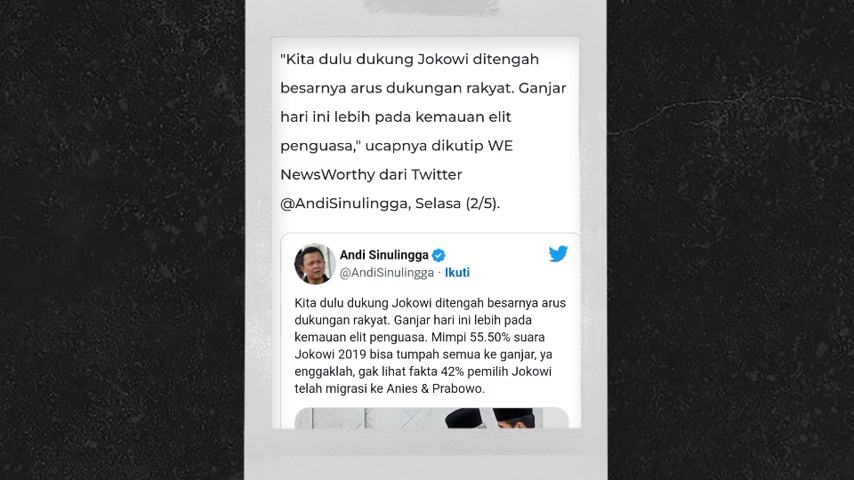 "Kita dulu dukung Jokowi ditengah
besarnya arus dukungan rakyat. Ganjar
hari ini lebih pada kemauan elit
penguasa," ucapnya dikutip WE
NewsWorthy dari Twitter
@AndiSinulingga, Selasa (2/5).
Andi Sinulingga
@AndiSinulingga · Ikuti
Kita dulu dukung Jokowi ditengah besarnya arus
dukungan rakyat. Ganjar hari ini lebih pada
kemauan elit penguasa. Mimpi 55.50% suara
Jokowi 2019 bisa tumpah semua ke ganjar, ya
enggaklah, gak lihat fakta 42% pemilih Jokowi
telah migrasi ke Anies & Prabowo.